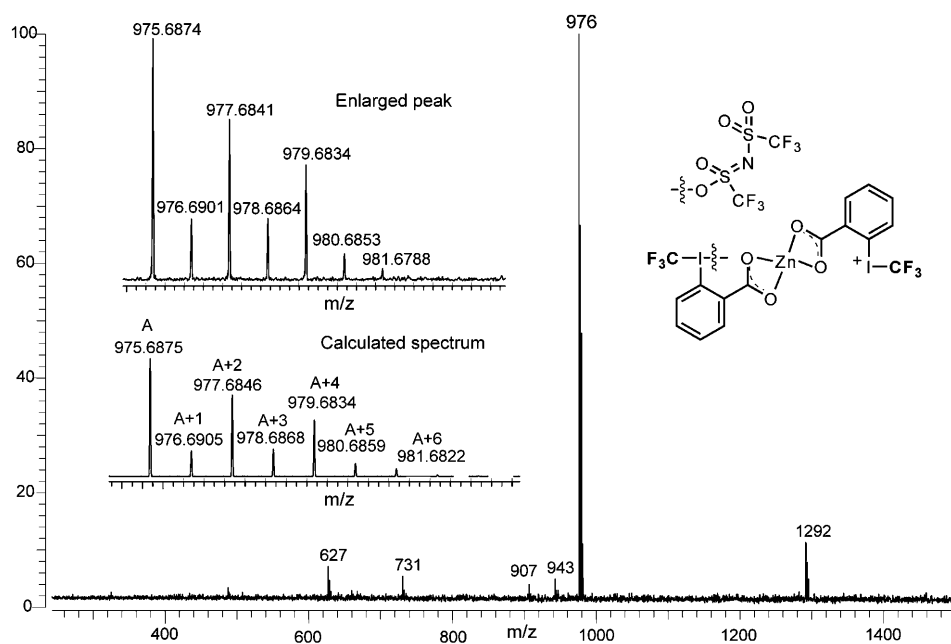 100
80
60
40
20
0
975.6874
977.6841
979.6834
976.6901
978.6864
980.6853
981.6788
Enlarged peak
m/z
Calculated spectrum
A
975.6875
A+1
976.6905
A+2
977.6846
A+3
978.6868
A+4
979.6834
A+5
980.6859
A+6
981.6822
m/z
976
O
O
S
CF3
O
S
N
O
CF3
O
O
Zn
+
I
CF3
F3C
I
O
O
627
731
907
943
1292
400
600
800
m/z
1000
1200
1400